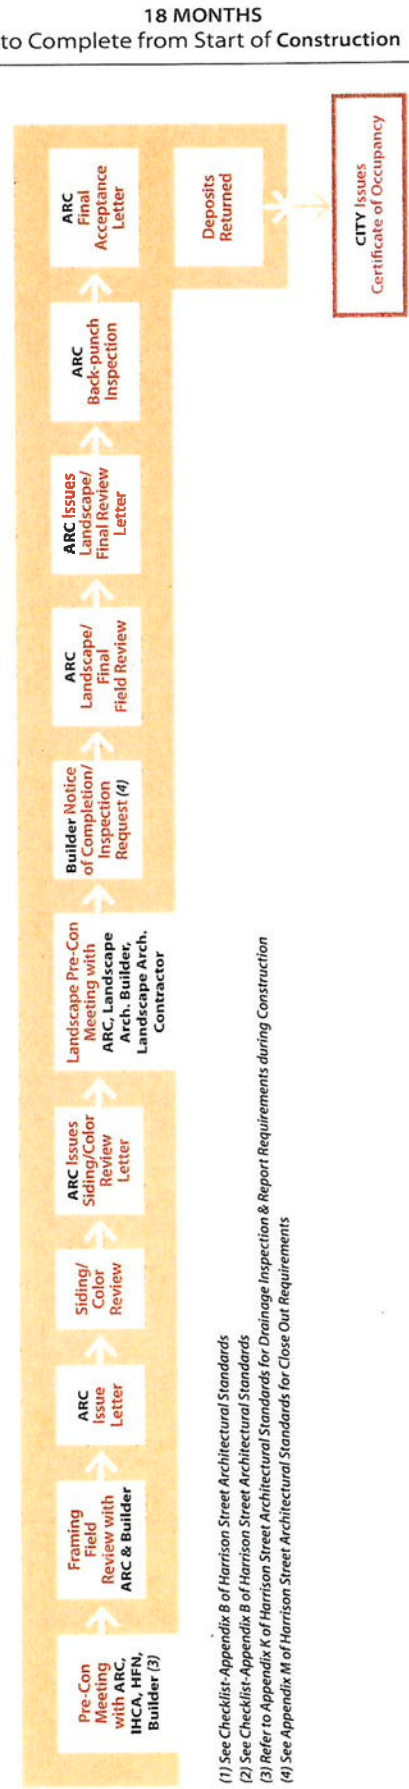 18 MONTHS
to Complete from Start of Construction
Pre-Con
Meeting
with ARC,
IHCA, HFN,
Builder (3)
Framing
Field
Review with
ARC & Builder
ARC
Issue
Letter
Siding/
Color
Review
ARC Issues
Siding/Color
Review
Letter
Landscape Pre-Con
Meeting with
ARC, Landscape
Arch. Builder,
Landscape Arch.
Contractor
Builder Notice
of Completion/
Inspection
Request (4)
ARC
Landscape/
Final
Field Review
ARC Issues
Landscape/
Final Review
Letter
ARC
Back-punch
Inspection
ARC
Final
Acceptance
Letter
Deposits
Returned
CITY Issues
Certificate of Occupancy
(1) See Checklist-Appendix B of Harrison Street Architectural Standards
(2) See Checklist-Appendix B of Harrison Street Architectural Standards
(3) Refer to Appendix K of Harrison Street Architectural Standards for Drainage Inspection & Report Requirements during Construction
(4) See Appendix M of Harrison Street Architectural Standards for Close Out Requirements